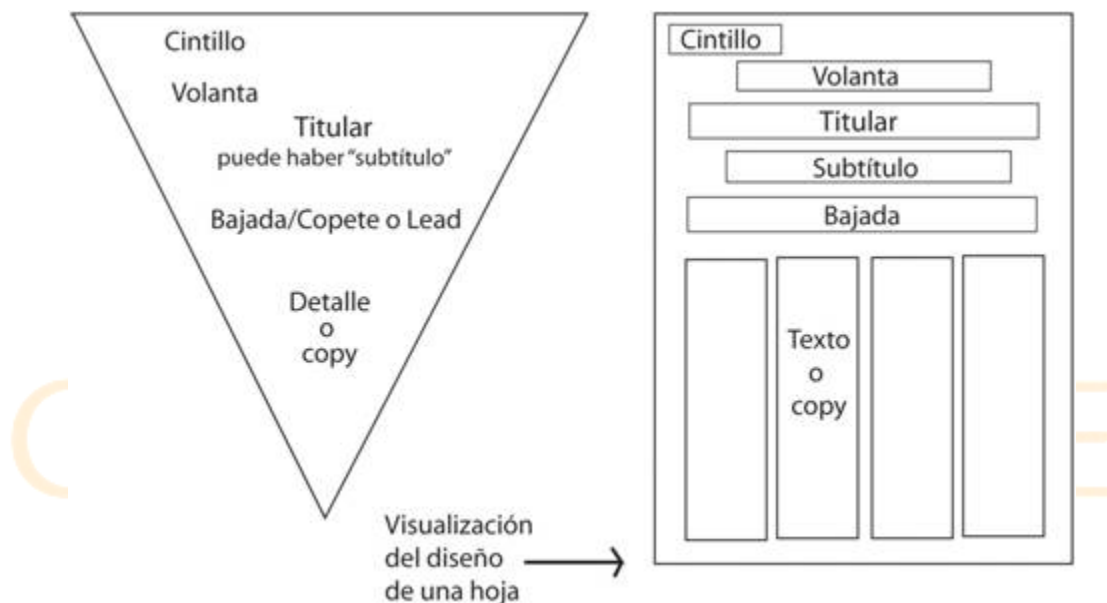 Cintillo
Volanta
Titular
puede haber “subtítulo”
Bajada/Copete o Lead
Detalle
o
copy
Visualización
del diseño
de una hoja
Cintillo
Volanta
Titular
Subtítulo
Bajada
Texto
o
copy